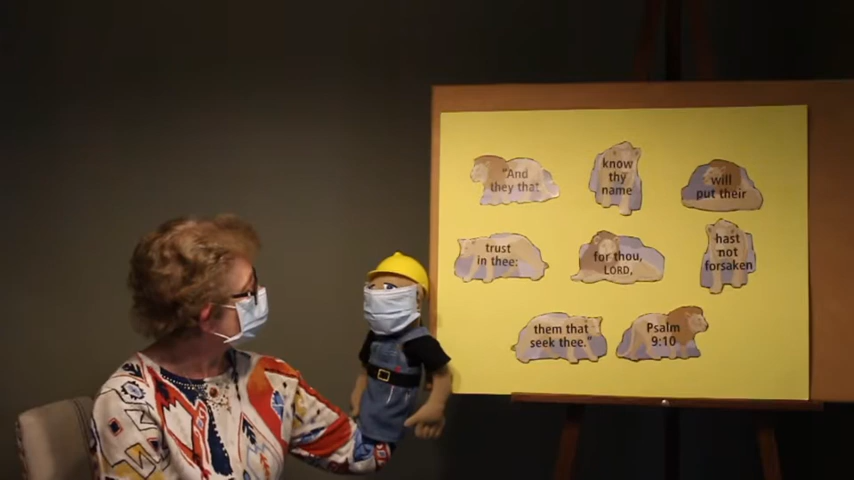 "And
they that
know
thy
name
will
put their
trust
in thee:
for thou,
LORD,
hast
not
forsaken
them that
seek thee."
Psalm
9:10